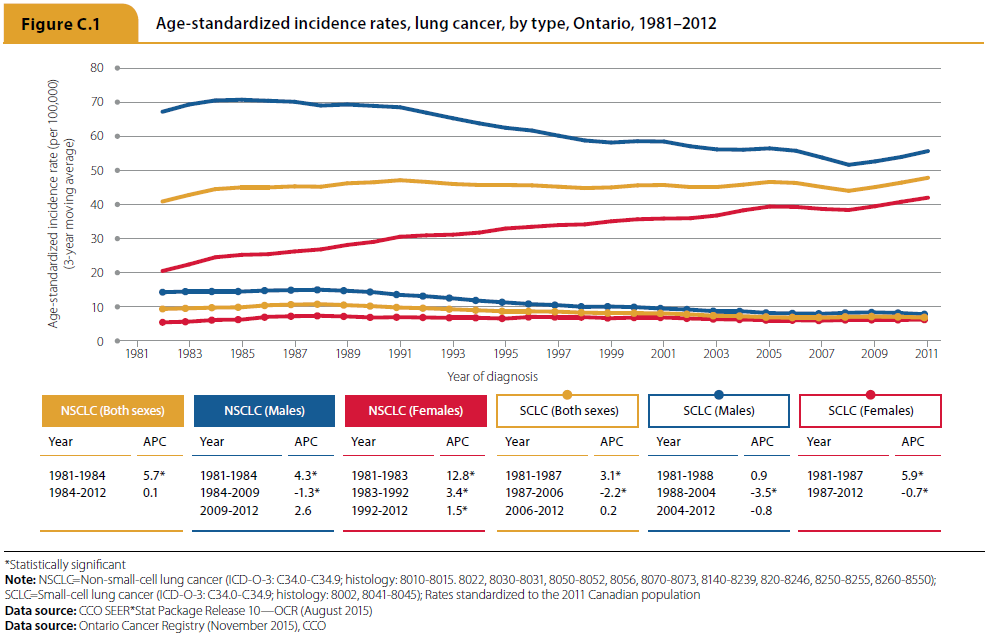 Figure C.1
Age-standardized incidence rates, lung cancer, by type, Ontario, 1981–2012
Age-standardized incidence rate (per 100,000)
(3-year moving average)
80
70
60
50
40
30
20
10
0
1981 1983 1985 1987 1989 1991 1993 1995 1997 1999 2001 2003 2005 2007 2009 2011
Year of diagnosis
NSCLC (Both sexes)
Year APC
1981-1984 5.7*
1984-2012 0.1
NSCLC (Males)
Year APC
1981-1984 4.3*
1984-2009 -1.3*
2009-2012 2.6
NSCLC (Females)
Year APC
1981-1983 12.8*
1983-1992 3.4*
1992-2012 1.5*
SCLC (Both sexes)
Year APC
1981-1987 3.1*
1987-2006 -2.2*
2006-2012 0.2
SCLC (Males)
Year APC
1981-1988 0.9
1988-2004 -3.5*
2004-2012 -0.8
SCLC (Females)
Year APC
1981-1987 5.9*
1987-2012 -0.7*
*Statistically significant
Note: NSCLC=Non-small-cell lung cancer (ICD-O-3: C34.0-C34.9; histology: 8010-8015. 8022, 8030-8031, 8050-8052, 8056, 8070-8073, 8140-8239, 820-8246, 8250-8255, 8260-8550);
SCLC=Small-cell lung cancer (ICD-O-3: C34.0-C34.9; histology: 8002, 8041-8045); Rates standardized to the 2011 Canadian population
Data source: CCO SEER*Stat Package Release 10—OCR (August 2015)
Data source: Ontario Cancer Registry (November 2015), CCO